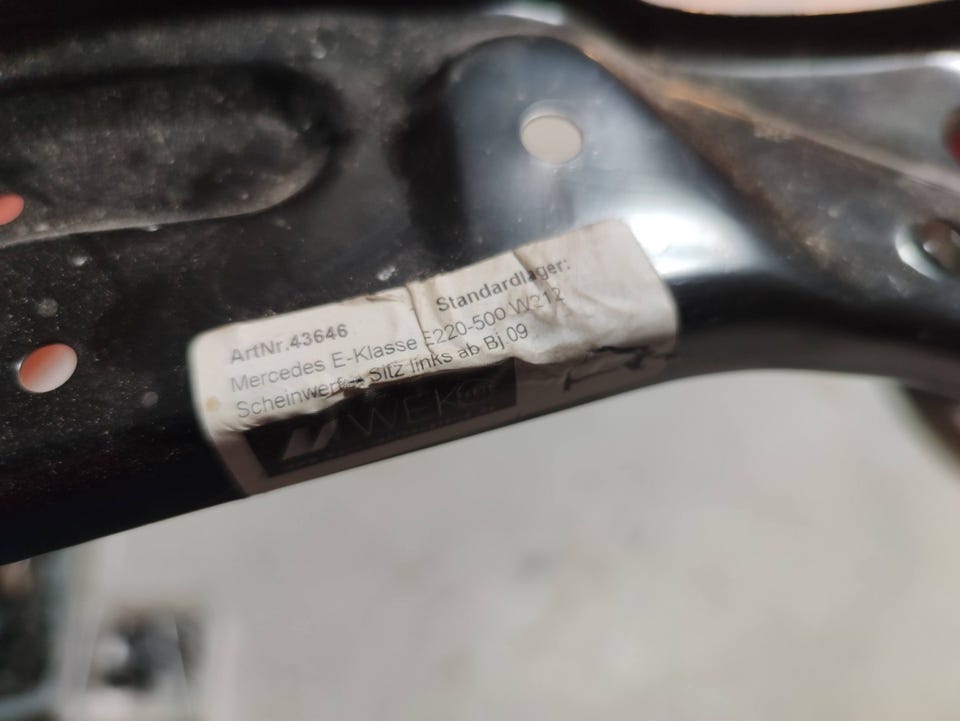 ArtNr.43646 Standardlager:
Mercedes E-Klasse E220-500 W212
Scheinwerfer Sitz links ab Bj 09